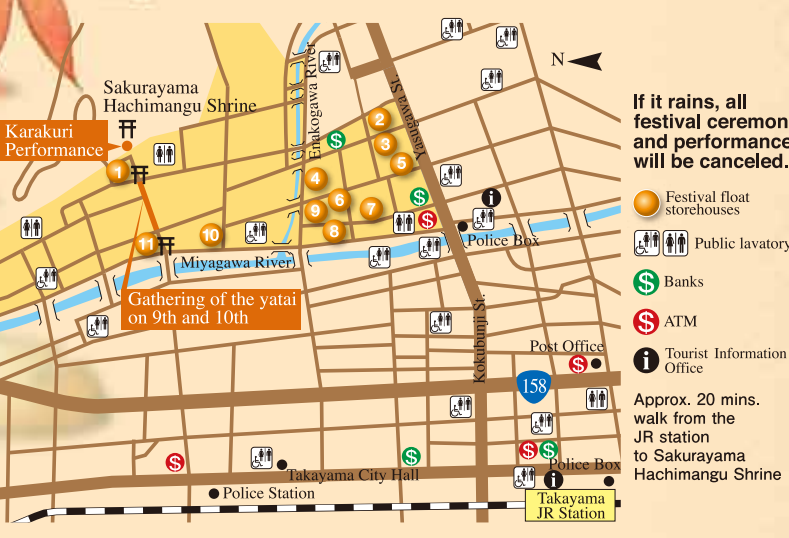 Sakurayama
Hachimangu Shrine
Karakuri
Performance
Enakogawa River
Yasugawa St.
N
1
2
3
4
5
6
7
8
9
10
11
Miyagawa River
Police Box
Gathering of the yatai
on 9th and 10th
Kokubunji St.
Post Office
158
Takayama City Hall
Police Station
Police Box
Takayama
JR Station
If it rains, all
festival
and
will be canceled.
Festival float
storehouses
Public lavatory
$ Banks
$ ATM
i Tourist Information
Office
Approx. 20 mins.
walk from the
JR station
to Sakurayama
Hachimangu Shrine